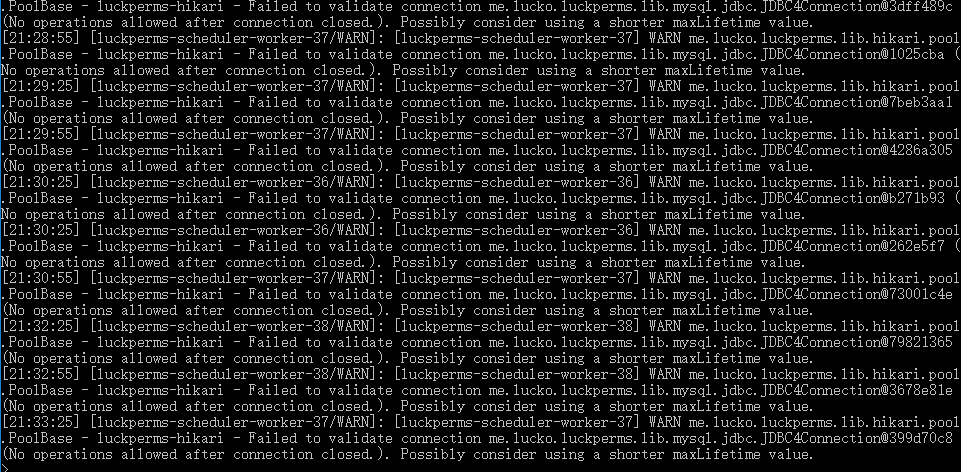 .PoolBase - luckperms-hikari - Failed to validate connection me.lucko.luckperms.lib.mysql.jdbc.JDBC4Connection@3dff489c
(No operations allowed after connection closed.). Possibly consider using a shorter maxLifetime value.
[21:28:55] [luckperms-scheduler-worker-37/WARN]: [luckperms-scheduler-worker-37] WARN me.lucko.luckperms.lib.hikari.pool
.PoolBase - luckperms-hikari - Failed to validate connection me.lucko.luckperms.lib.mysql.jdbc.JDBC4Connection@1025cba (
No operations allowed after connection closed.). Possibly consider using a shorter maxLifetime value.
[21:29:25] [luckperms-scheduler-worker-37/WARN]: [luckperms-scheduler-worker-37] WARN me.lucko.luckperms.lib.hikari.pool
.PoolBase - luckperms-hikari - Failed to validate connection me.lucko.luckperms.lib.mysql.jdbc.JDBC4Connection@7beb3aa1
(No operations allowed after connection closed.). Possibly consider using a shorter maxLifetime value.
[21:29:55] [luckperms-scheduler-worker-37/WARN]: [luckperms-scheduler-worker-37] WARN me.lucko.luckperms.lib.hikari.pool
.PoolBase - luckperms-hikari - Failed to validate connection me.lucko.luckperms.lib.mysql.jdbc.JDBC4Connection@4286a305
(No operations allowed after connection closed.). Possibly consider using a shorter maxLifetime value.
[21:30:25] [luckperms-scheduler-worker-36/WARN]: [luckperms-scheduler-worker-36] WARN me.lucko.luckperms.lib.hikari.pool
.PoolBase - luckperms-hikari - Failed to validate connection me.lucko.luckperms.lib.mysql.jdbc.JDBC4Connection@b271b93 (
No operations allowed after connection closed.). Possibly consider using a shorter maxLifetime value.
[21:30:25] [luckperms-scheduler-worker-36/WARN]: [luckperms-scheduler-worker-36] WARN me.lucko.luckperms.lib.hikari.pool
.PoolBase - luckperms-hikari - Failed to validate connection me.lucko.luckperms.lib.mysql.jdbc.JDBC4Connection@262e5f7 (
No operations allowed after connection closed.). Possibly consider using a shorter maxLifetime value.
[21:30:55] [luckperms-scheduler-worker-37/WARN]: [luckperms-scheduler-worker-37] WARN me.lucko.luckperms.lib.hikari.pool
.PoolBase - luckperms-hikari - Failed to validate connection me.lucko.luckperms.lib.mysql.jdbc.JDBC4Connection@73001c4e
(No operations allowed after connection closed.). Possibly consider using a shorter maxLifetime value.
[21:32:25] [luckperms-scheduler-worker-38/WARN]: [luckperms-scheduler-worker-38] WARN me.lucko.luckperms.lib.hikari.pool
.PoolBase - luckperms-hikari - Failed to validate connection me.lucko.luckperms.lib.mysql.jdbc.JDBC4Connection@79821365
(No operations allowed after connection closed.). Possibly consider using a shorter maxLifetime value.
[21:32:55] [luckperms-scheduler-worker-38/WARN]: [luckperms-scheduler-worker-38] WARN me.lucko.luckperms.lib.hikari.pool
.PoolBase - luckperms-hikari - Failed to validate connection me.lucko.luckperms.lib.mysql.jdbc.JDBC4Connection@3678e81e
(No operations allowed after connection closed.). Possibly consider using a shorter maxLifetime value.
[21:33:25] [luckperms-scheduler-worker-37/WARN]: [luckperms-scheduler-worker-37] WARN me.lucko.luckperms.lib.hikari.pool
.PoolBase - luckperms-hikari - Failed to validate connection me.lucko.luckperms.lib.mysql.jdbc.JDBC4Connection@399d70c8
(No operations allowed after connection closed.). Possibly consider using a shorter maxLifetime value.
>